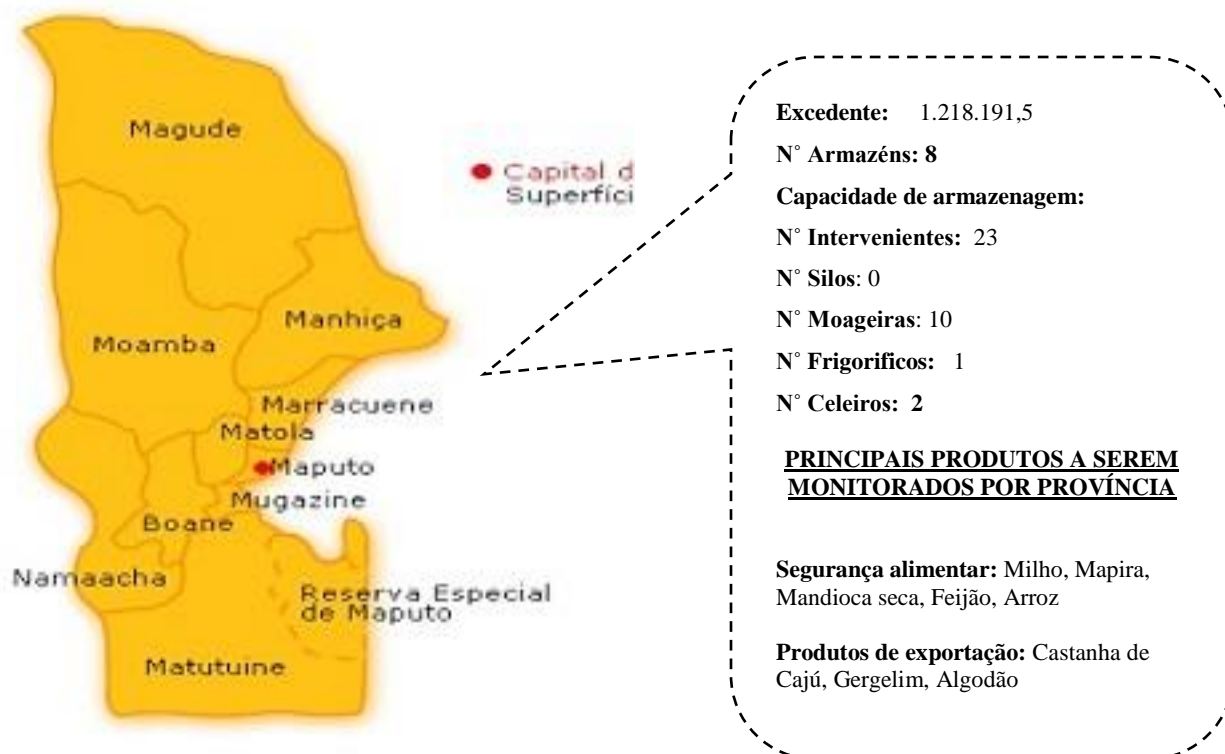 Magude
Capital d
Superfíci
Manhiça
Moamba
Marracuene
Matola
Maputo
Mugazine
Boane
Namaacha
Reserva Especial
de Maputo
Matutuine
Excedente: 1.218.191,5
N˚ Armazéns: 8
Capacidade de armazenagem:
N˚ Intervenientes: 23
N˚ Silos: 0
N˚ Moageiras: 10
N˚ Frigorificos: 1
N˚ Celeiros: 2
PRINCIPAIS PRODUTOS A SEREM
MONITORADOS POR PROVÍNCIA
Segurança alimentar: Milho, Mapira,
Mandioca seca, Feijão, Arroz
Produtos de exportação: Castanha de
Cajú, Gergelim, Algodão